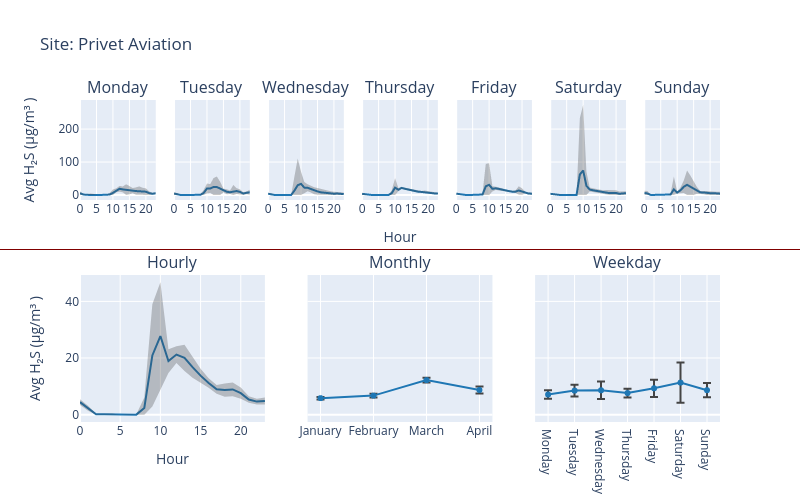 Site: Privet Aviation
Monday Tuesday Wednesday Thursday Friday Saturday Sunday
Avg H₂S (µg/m³ )
200
100
0
0 5 10 15 20 0 5 10 15 20 0 5 10 15 20 0 5 10 15 20 0 5 10 15 20 0 5 10 15 20 0 5 10 15 20
Hour
Hourly Monthly Weekday
Avg H₂S (µg/m³ )
40
20
0
0 5 10 15 20
Hour
January February March April
Monday
Tuesday
Wednesday
Thursday
Friday
Saturday
Sunday